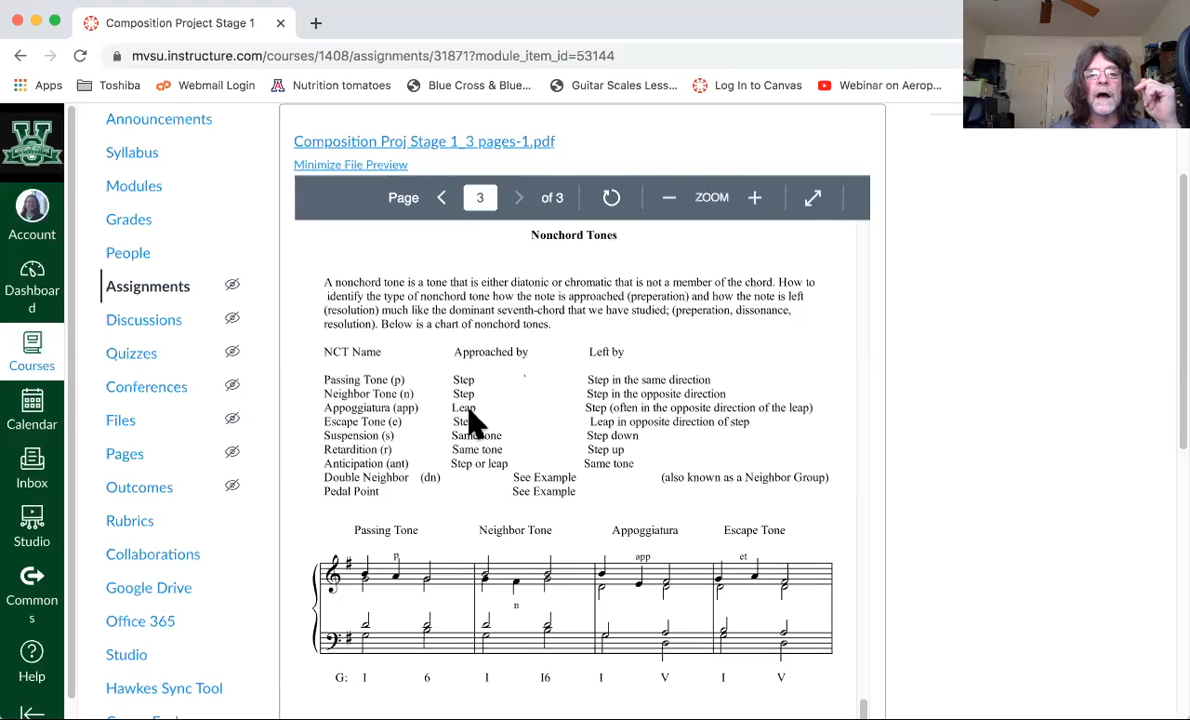 Composition Project Stage 1
mvsu.instructure.com/courses/1408/assignments/31871?module_item_id=53144
Apps Toshiba Webmail Login Nutrition tomatoes Blue Cross & Blue... Guitar Scales Less... Log In to Canvas Webinar on Aerop...
Account
Dashboar
d
Courses
Calendar
Inbox
Studio
Common
s
Help
Announcements
Syllabus
Modules
Grades
People
Assignments
Discussions
Quizzes
Conferences
Files
Pages
Outcomes
Rubrics
Collaborations
Google Drive
Office 365
Studio
Hawkes Sync Tool
Composition Proj Stage 1_3 pages-1.pdf
Minimize File Preview
Page 3 of 3 ZOOM
Nonchord Tones
A nonchord tone is a tone that is either diatonic or chromatic that is not a member of the chord. How to
identify the type of nonchord tone how the note is approached (preperation) and how the note is left
(resolution) much like the dominant seventh-chord that we have studied; (preperation, dissonance,
resolution). Below is a chart of nonchord tones.
NCT Name Approached by Left by
Passing Tone (p) Step Step in the same direction
Neighbor Tone (n) Step Step in the opposite direction
Appoggiatura (app) Leap Step (often in the opposite direction of the leap)
Escape Tone (e) Leap in opposite direction of step
Suspension (s) Same tone Step down
Retardition (r) Same tone Step up
Anticipation (ant) Step or leap Same tone
Double Neighbor (dn) See Example (also known as a Neighbor Group)
Pedal Point See Example
Passing Tone Neighbor Tone Appoggiatura Escape Tone
p app et
n
G: I 6 I I6 I V I V